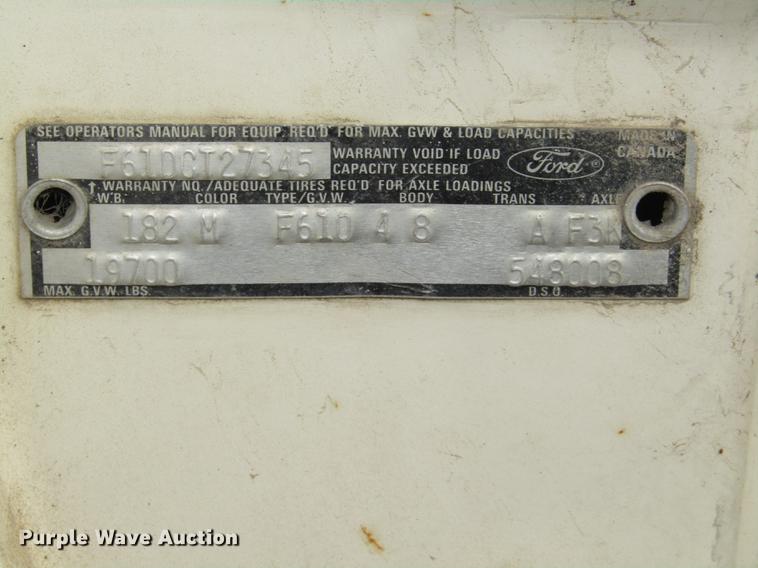 SEE OPERATORS MANUAL FOR EQUIP. REQ'D FOR MAX. GVW & LOAD CAPACITIES MADE IN CANADA
F61DCT27345 WARRANTY VOID IF LOAD CAPACITY EXCEEDED Ford ®
↑ WARRANTY NO./ADEQUATE TIRES REQ'D FOR AXLE LOADINGS
W.B. COLOR TYPE/G.V.W. BODY TRANS AXLE
182 M F610 4 8 A F3K
19700 548008
MAX. G.V.W. LBS. D.S.O.
Purple Wave Auction